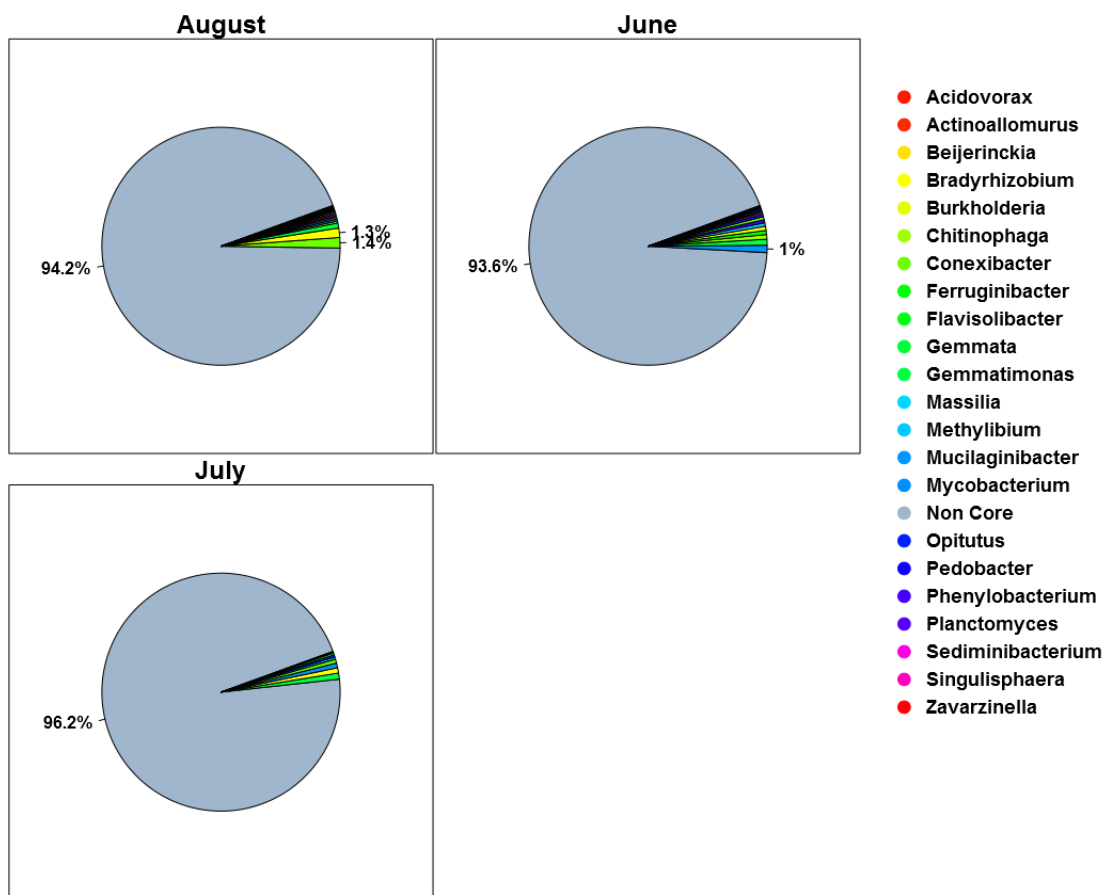 August
94.2%
1.3%
1.4%
June
93.6%
1%
July
96.2%
Acidovorax
Actinoallomurus
Beijerinckia
Bradyrhizobium
Burkholderia
Chitinophaga
Conexibacter
Ferruginibacter
Flavisolibacter
Gemmata
Gemmatimonas
Massilia
Methylibium
Mucilaginibacter
Mycobacterium
Non Core
Opitutus
Pedobacter
Phenylobacterium
Planctomyces
Sediminibacterium
Singulisphaera
Zavarzinella